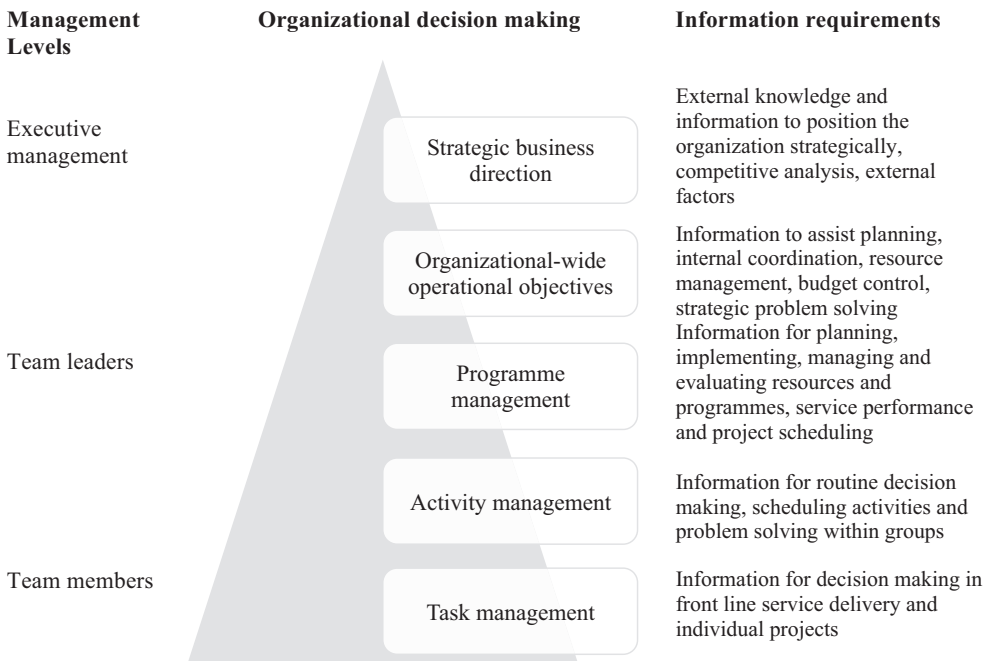 Management
Levels
Organizational decision making
Information requirements
Executive
management
Strategic business
direction
External knowledge and
information to position the
organization strategically,
competitive analysis, external
factors
Organizational-wide
operational objectives
Information to assist planning,
internal coordination, resource
management, budget control,
strategic problem solving
Team leaders
Programme
management
Information for planning,
implementing, managing and
evaluating resources and
programmes, service performance
and project scheduling
Activity management
Information for routine decision
making, scheduling activities and
problem solving within groups
Team members
Task management
Information for decision making in
front line service delivery and
individual projects